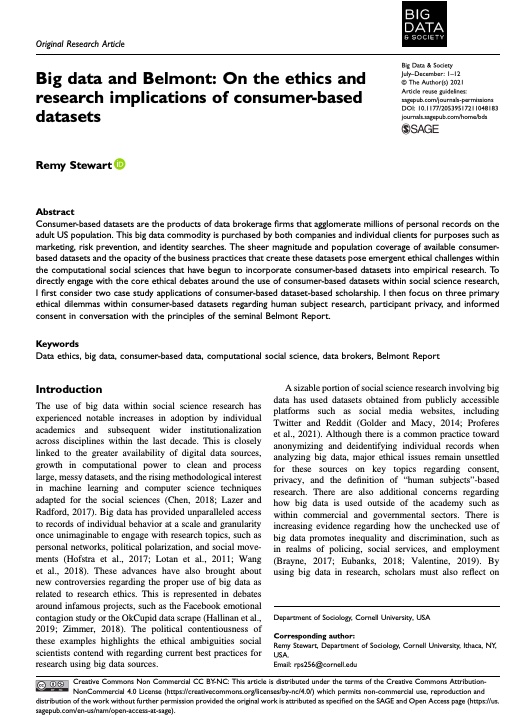 Original Research Article
BIG
DATA
& SOCIETY
Big data and Belmont: On the ethics and
research implications of consumer-based
datasets
Big Data & Society
July–December: 1–12
© The Author(s) 2021
Article reuse guidelines:
sagepub.com/journals-permissions
DOI: 10.1177/20539517211048183
journals.sagepub.com/home/bds
SAGE
Remy Stewart iD
Abstract
Consumer-based datasets are the products of data brokerage firms that agglomerate millions of personal records on the
adult US population. This big data commodity is purchased by both companies and individual clients for purposes such as
marketing, risk prevention, and identity searches. The sheer magnitude and population coverage of available consumer-
based datasets and the opacity of the business practices that create these datasets pose emergent ethical challenges within
the computational social sciences that have begun to incorporate consumer-based datasets into empirical research. To
directly engage with the core ethical debates around the use of consumer-based datasets within social science research,
I first consider two case study applications of consumer-based dataset-based scholarship. I then focus on three primary
ethical dilemmas within consumer-based datasets regarding human subject research, participant privacy, and informed
consent in conversation with the principles of the seminal Belmont Report.
Keywords
Data ethics, big data, consumer-based data, computational social science, data brokers, Belmont Report
Introduction
The use of big data within social science research has
experienced notable increases in adoption by individual
academics and subsequent wider institutionalization
across disciplines within the last decade. This is closely
linked to the greater availability of digital data sources,
growth in computational power to clean and process
large, messy datasets, and the rising methodological interest
in machine learning and computer science techniques
adapted for the social sciences (Chen, 2018; Lazer and
Radford, 2017). Big data has provided unparalleled access
to records of individual behavior at a scale and granularity
once unimaginable to engage with research topics, such as
personal networks, political polarization, and social move-
ments (Hofstra et al., 2017; Lotan et al., 2011; Wang
et al., 2018). These advances have also brought about
new controversies regarding the proper use of big data as
related to research ethics. This is represented in debates
around infamous projects, such as the Facebook emotional
contagion study or the OkCupid data scrape (Hallinan et al.,
2019; Zimmer, 2018). The political contentiousness of
these examples highlights the ethical ambiguities social
scientists contend with regarding current best practices for
research using big data sources.
A sizable portion of social science research involving big
data has used datasets obtained from publicly accessible
platforms such as social media websites, including
Twitter and Reddit (Golder and Macy, 2014; Proferes
et al., 2021). Although there is a common practice toward
anonymizing and deidentifying individual records when
analyzing big data, major ethical issues remain unsettled
for these sources on key topics regarding consent,
privacy, and the definition of “human subjects”-based
research. There are also additional concerns regarding
how big data is used outside of the academy such as
within commercial and governmental sectors. There is
increasing evidence regarding how the unchecked use of
big data promotes inequality and discrimination, such as
in realms of policing, social services, and employment
(Brayne, 2017; Eubanks, 2018; Valentine, 2019). By
using big data in research, scholars must also reflect on
Department of Sociology, Cornell University, USA
Corresponding author:
Remy Stewart, Department of Sociology, Cornell University, Ithaca, NY,
USA.
Email: rps256@cornell.edu
Creative Commons Non Commercial CC BY-NC: This article is distributed under the terms of the Creative Commons Attribution-
NonCommercial 4.0 License (https://creativecommons.org/licenses/by-nc/4.0/) which permits non-commercial use, reproduction and
distribution of the work without further permission provided the original work is attributed as specified on the SAGE and Open Access page (https://us.
sagepub.com/en-us/nam/open-access-at-sage).